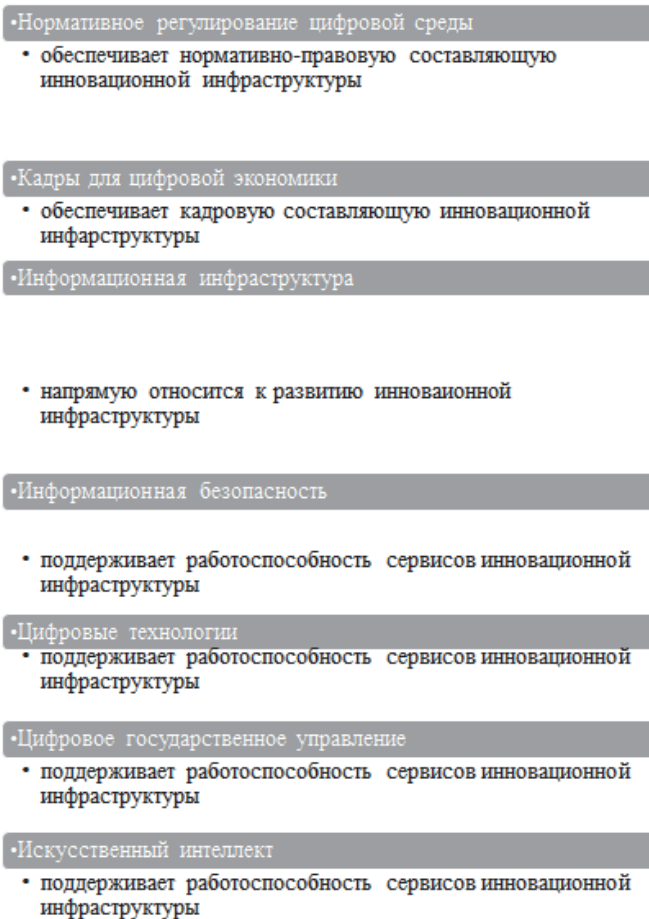 •Нормативное регулирование цифровой среды
• обеспечивает нормативно-правовую составляющую
инновационной инфраструктуры
•Кадры для цифровой экономики
• обеспечивает кадровую составляющую инновационной
инфарструктуры
•Информационная инфраструктура
• напрямую относится к развитию инноваионной
инфраструктуры
•Информационная безопасность
• поддерживает работоспособность сервисов инновационной
инфраструктуры
•Цифровые технологии
• поддерживает работоспособность сервисов инновационной
инфраструктуры
•Цифровое государственное управление
• поддерживает работоспособность сервисов инновационной
инфраструктуры
•Искусственный интеллект
• поддерживает работоспособность сервисов инновационной
инфраструктуры